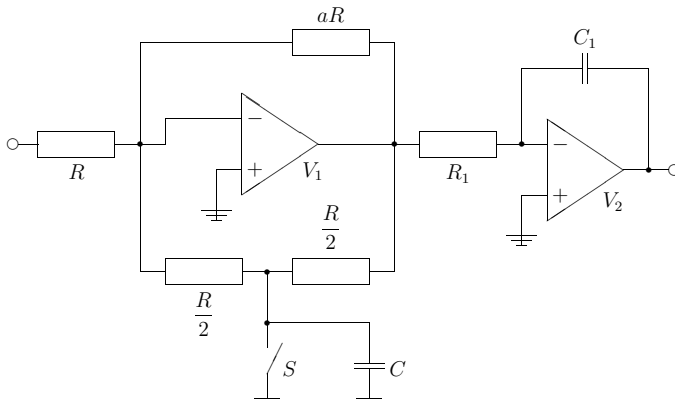 aR
C₁
−
R
+
V₁
R₁
−
+
V₂
R/2
R/2
S
C